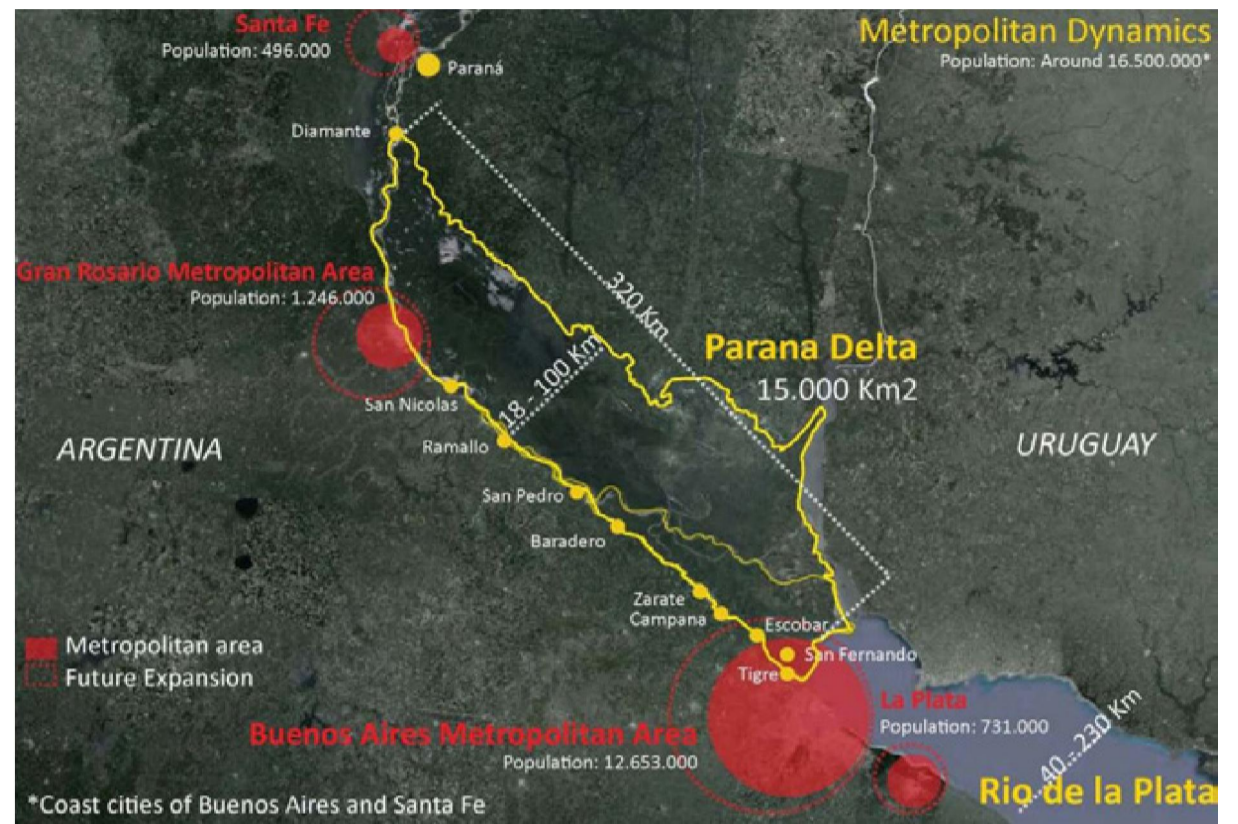 Santa Fe
Population: 496.000
Metropolitan Dynamics
Population: Around 16.500.000*
Paraná
Diamante
Gran Rosario Metropolitan Area
Population: 1.246.000
320 Km
Parana Delta
15.000 Km2
18 - 100 Km
San Nicolas
ARGENTINA
Ramallo
URUGUAY
San Pedro
Baradero
Zarate
Campana
Escobar
San Fernando
Tigre
Metropolitan area
Future Expansion
La Plata
Population: 731.000
Buenos Aires Metropolitan Area
Population: 12.653.000
40 - 230 Km
Rio de la Plata
*Coast cities of Buenos Aires and Santa Fe